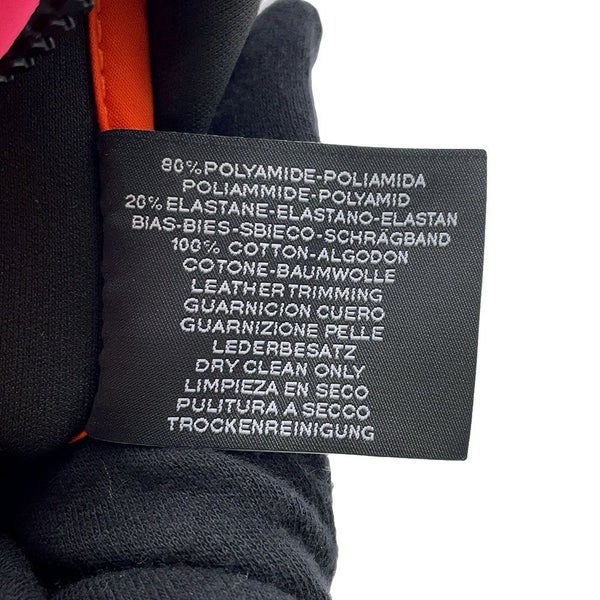 80% POLYAMIDE-POLIAMIDA
POLIAMMIDE-POLYAMID
20% ELASTANE-ELASTANO-ELASTAN
BIAS-BIES-SBIECO-SCHRÄGBAND
100% COTTON-ALGODON
COTONE-BAUMWOLLE
LEATHER TRIMMING
GUARNICION CUERO
GUARNIZIONE PELLE
LEDERBESATZ
DRY CLEAN ONLY
LIMPIEZA EN SECO
PULITURA A SECCO
TROCKENREINIGUNG